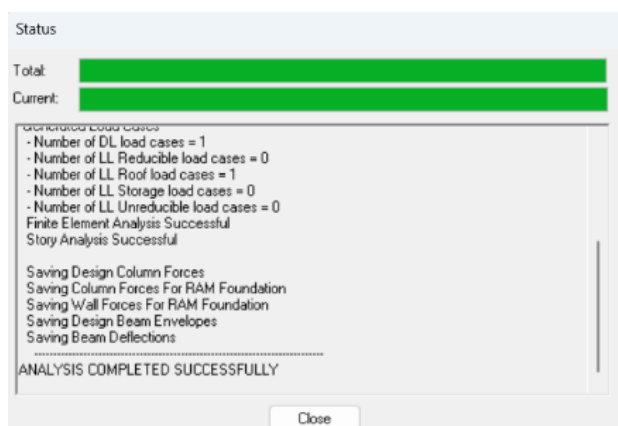 Status
Total:
Current:
Generated Load Cases
- Number of DL load cases = 1
- Number of LL Reducible load cases = 0
- Number of LL Roof load cases = 1
- Number of LL Storage load cases = 0
- Number of LL Unreducible load cases = 0
Finite Element Analysis Successful
Story Analysis Successful
Saving Design Column Forces
Saving Column Forces For RAM Foundation
Saving Wall Forces For RAM Foundation
Saving Design Beam Envelopes
Saving Beam Deflections
----------------------------------------------------------------------
ANALYSIS COMPLETED SUCCESSFULLY
Close